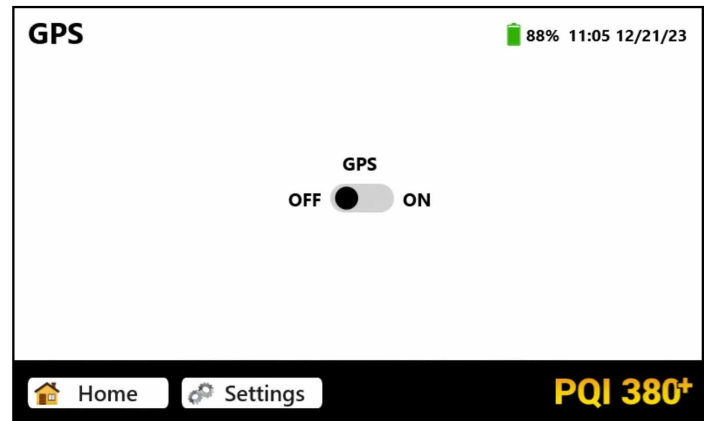 GPS
88% 11:05 12/21/23
GPS
OFF ON
Home Settings PQI 380+